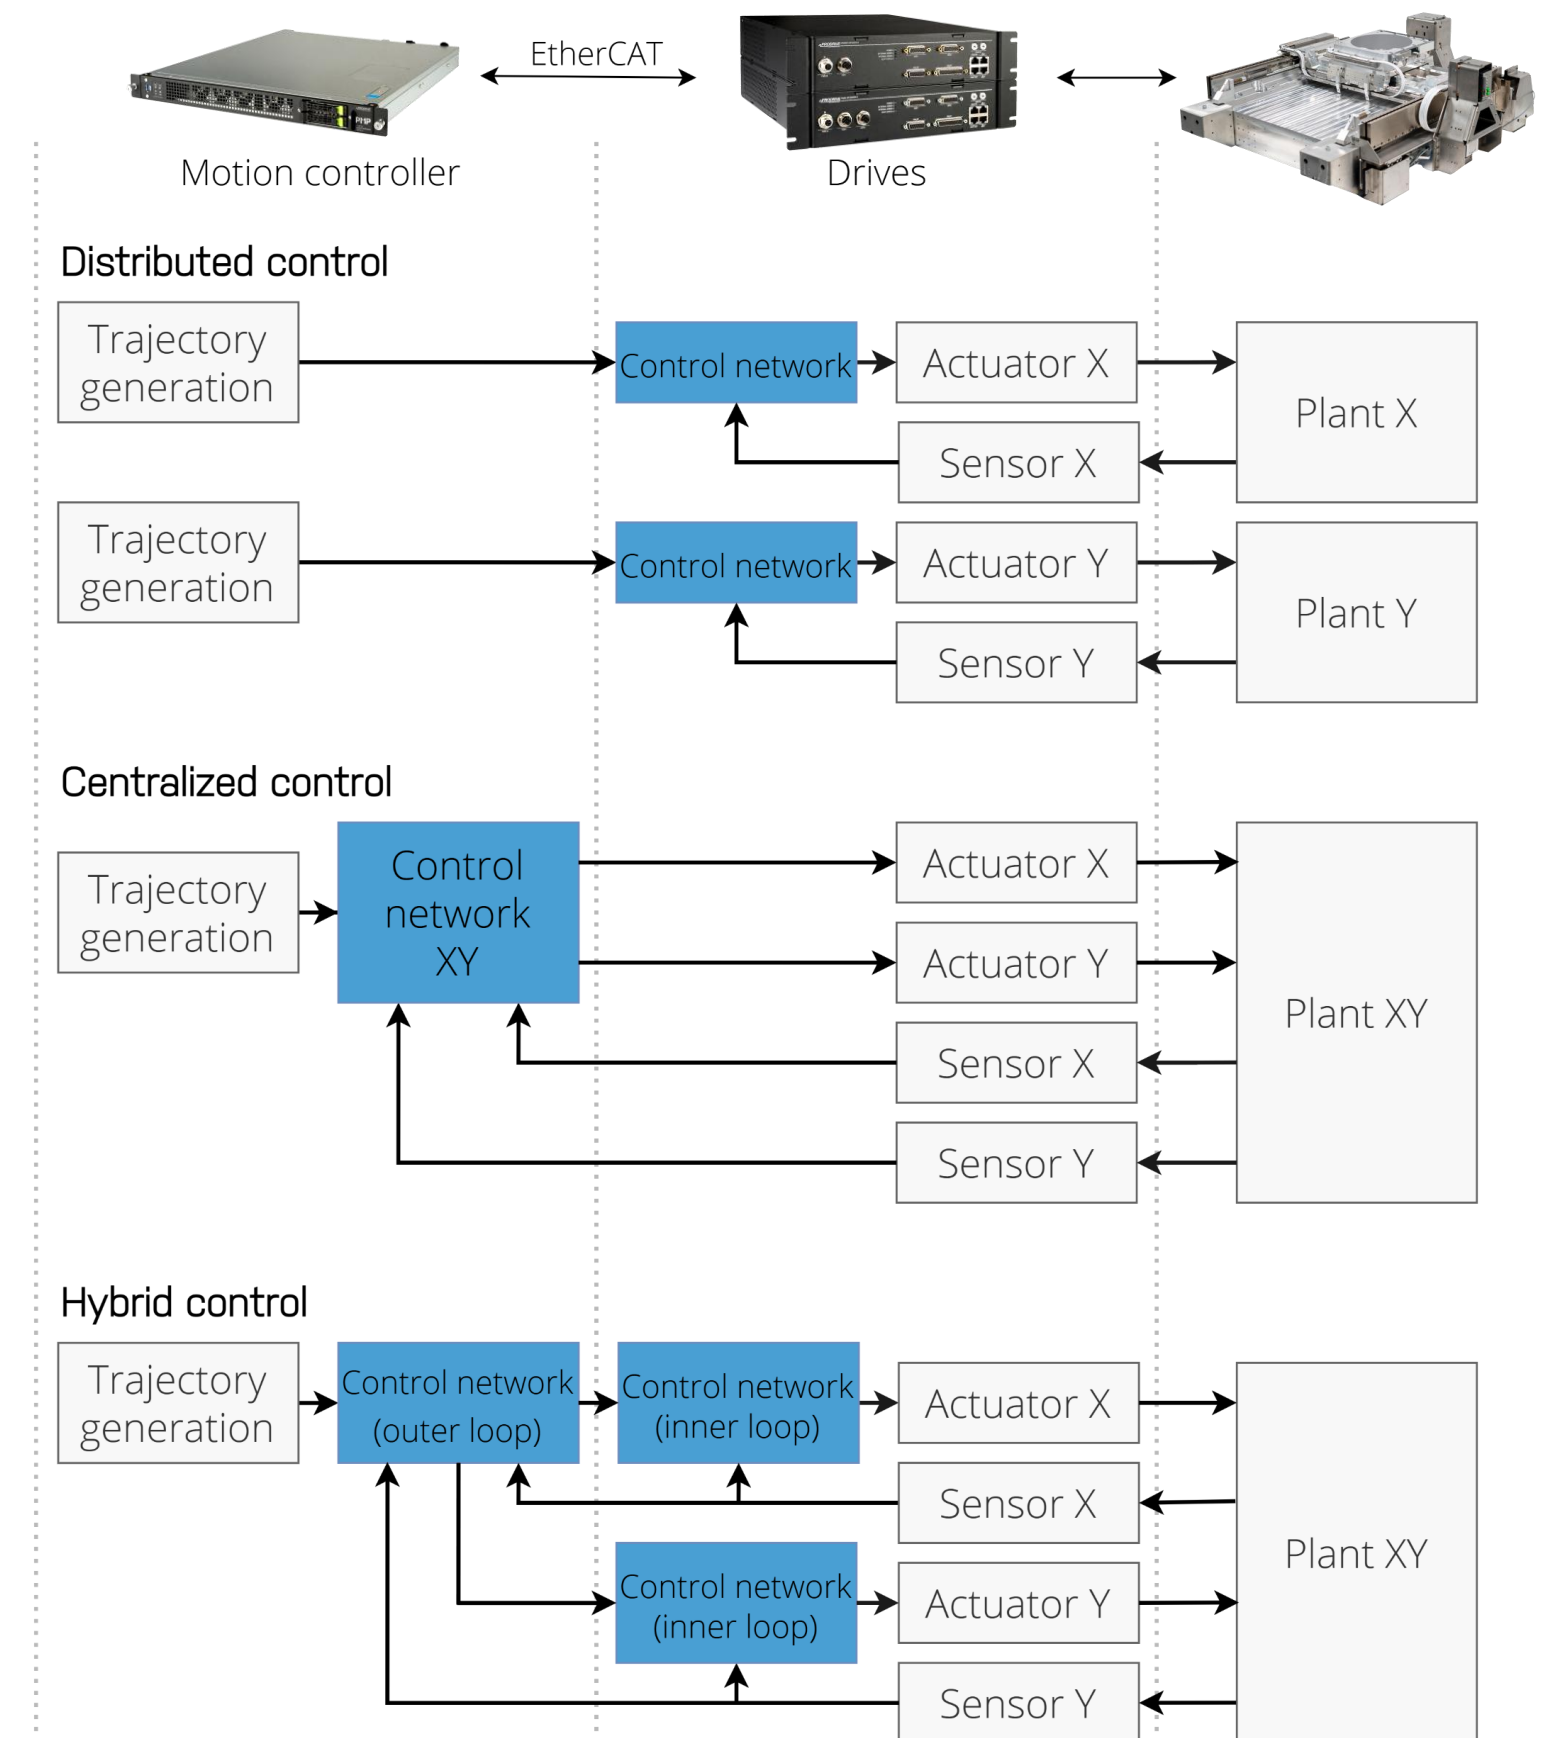 EtherCAT
PMP
Motion controller
Drives
Distributed control
Trajectory
generation
Control network
Actuator X
Plant X
Sensor X
Trajectory
generation
Control network
Actuator Y
Plant Y
Sensor Y
Centralized control
Trajectory
generation
Control
network
XY
Actuator X
Actuator Y
Plant XY
Sensor X
Sensor Y
Hybrid control
Trajectory
generation
Control network
(outer loop)
Control network
(inner loop)
Actuator X
Sensor X
Plant XY
Control network
(inner loop)
Actuator Y
Sensor Y